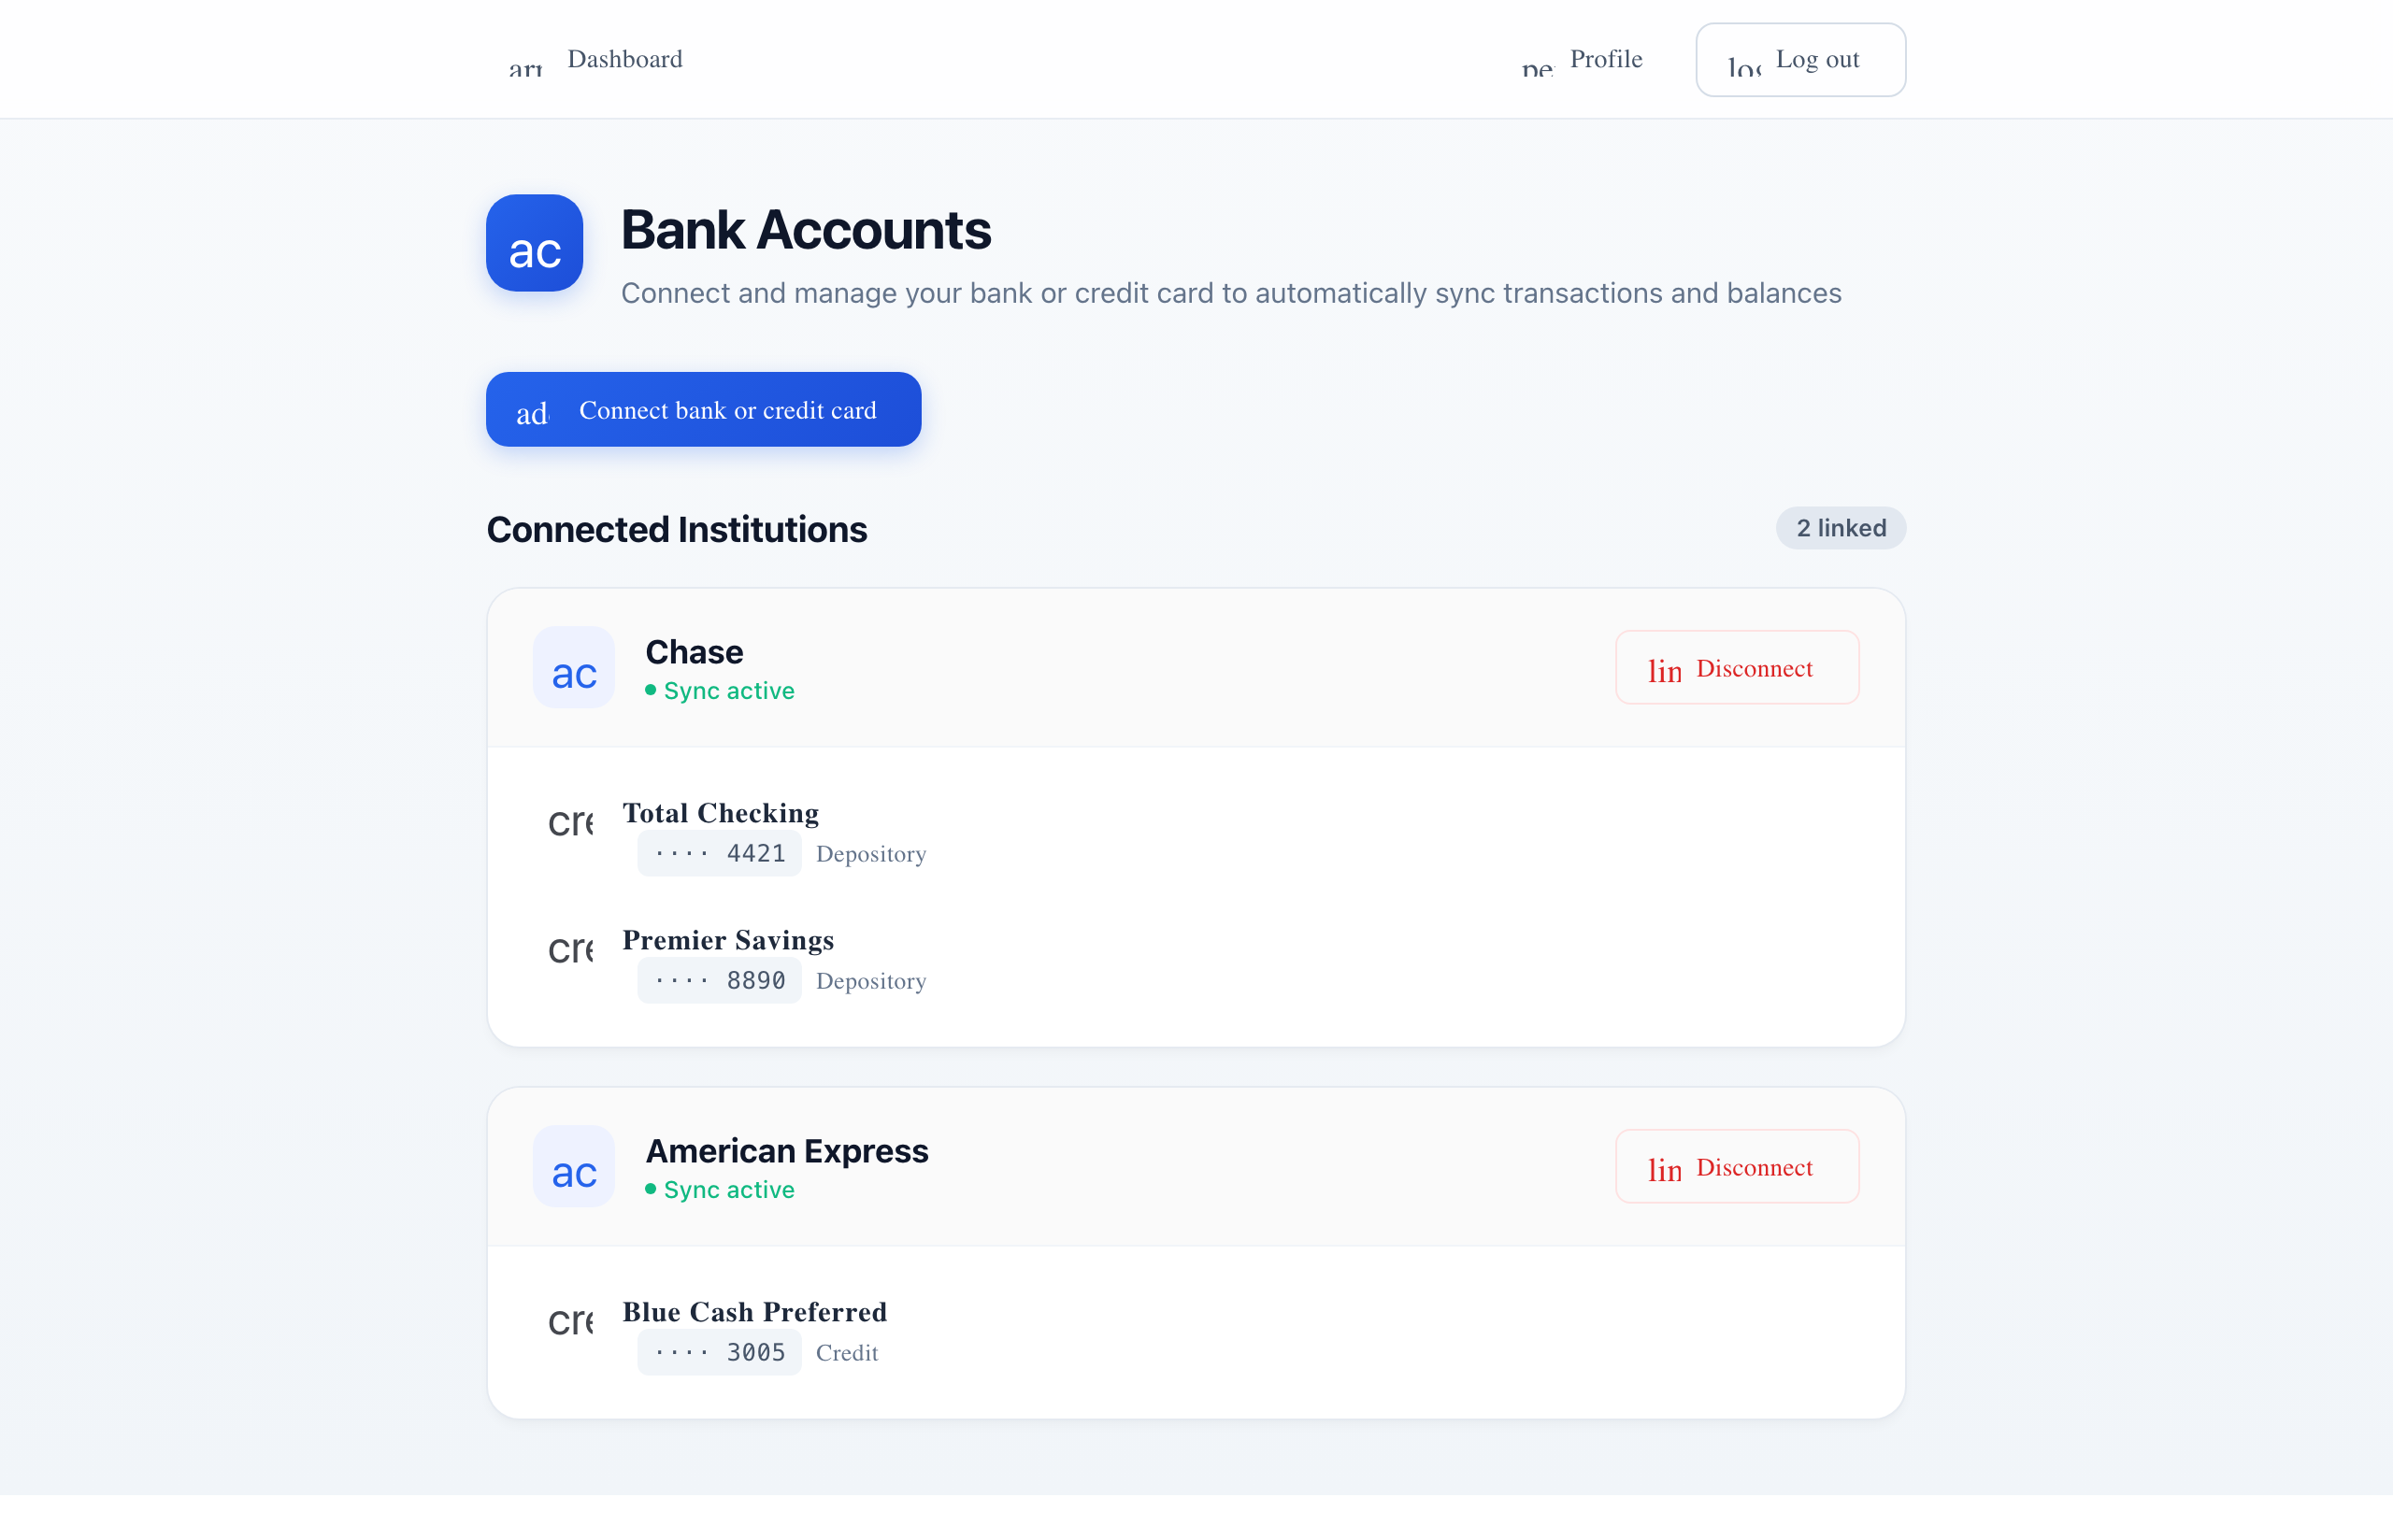 arr Dashboard
pe Profile
log Log out
ac
Bank Accounts
Connect and manage your bank or credit card to automatically sync transactions and balances
ad Connect bank or credit card
Connected Institutions
2 linked
ac
Chase
Sync active
lin Disconnect
cre Total Checking
···· 4421 Depository
cre Premier Savings
···· 8890 Depository
ac
American Express
Sync active
lin Disconnect
cre Blue Cash Preferred
···· 3005 Credit